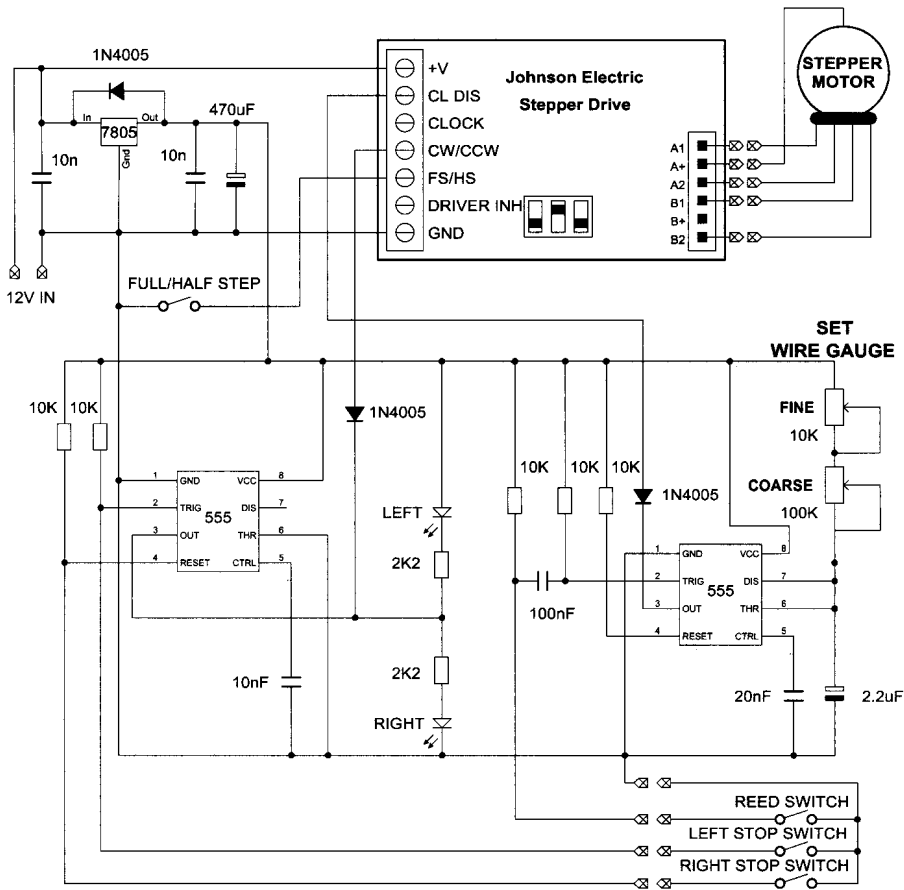 1N4005
In
Out
7805
Gnd
470uF
10n
10n
12V IN
FULL/HALF STEP
+V
CL DIS
CLOCK
CW/CCW
FS/HS
DRIVER INH
GND
Johnson Electric
Stepper Drive
A1
A+
A2
B1
B+
B2
STEPPER
MOTOR
SET
WIRE GAUGE
FINE
10K
COARSE
100K
10K
10K
1N4005
1 GND VCC 8
2 TRIG DIS 7
555
3 OUT THR 6
4 RESET CTRL 5
10nF
LEFT
2K2
2K2
RIGHT
10K
10K
10K
1N4005
100nF
1 GND VCC 8
2 TRIG DIS 7
555
3 OUT THR 6
4 RESET CTRL 5
20nF
2.2uF
REED SWITCH
LEFT STOP SWITCH
RIGHT STOP SWITCH